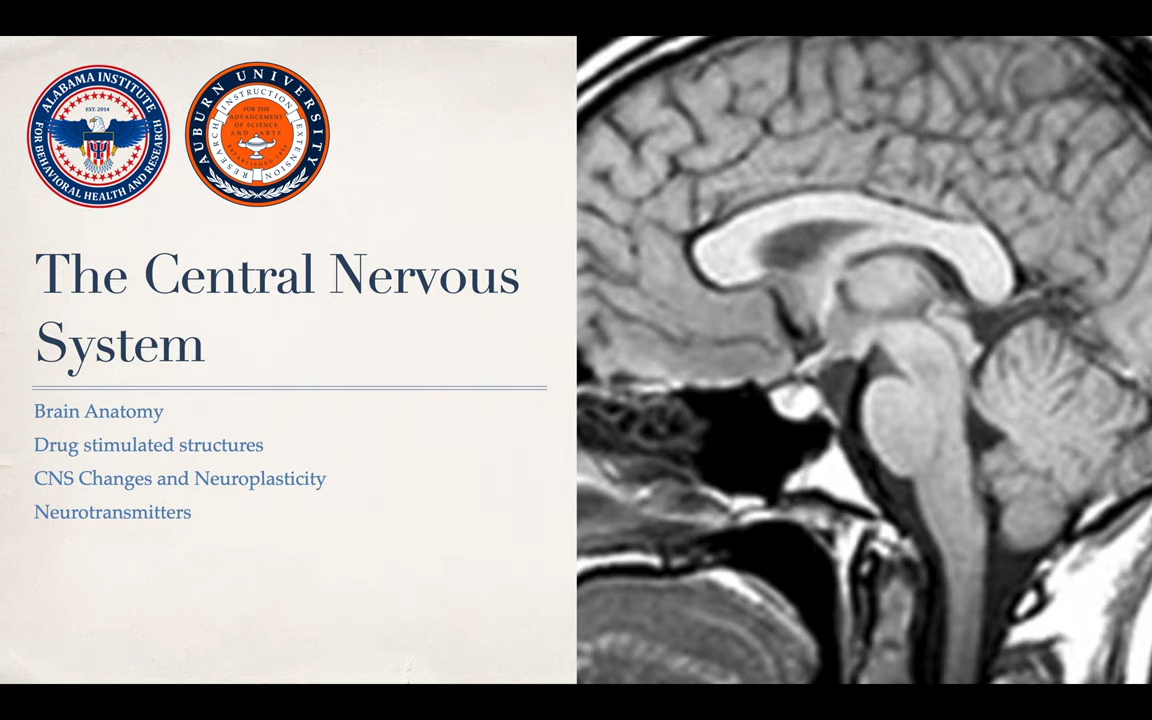 ALABAMA INSTITUTE
FOR BEHAVIORAL HEALTH AND RESEARCH
EST. 2014
AUBURN UNIVERSITY
INSTRUCTION
RESEARCH
EXTENSION
FOR THE
ADVANCEMENT
OF SCIENCE
AND ARTS
The Central Nervous
System
Brain Anatomy
Drug stimulated structures
CNS Changes and Neuroplasticity
Neurotransmitters